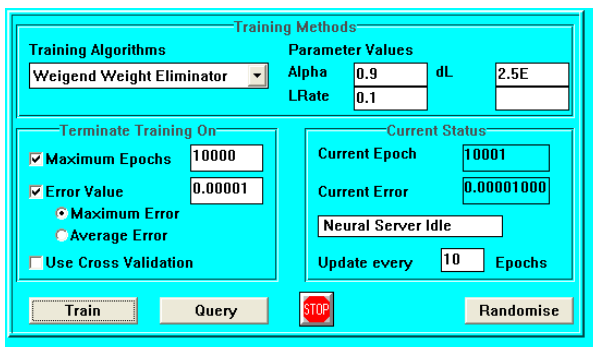 Training Methods
Training Algorithms
Parameter Values
Weigend Weight Eliminator
Alpha 0.9 dL 2.5E
LRate 0.1
Terminate Training On
Maximum Epochs 10000
Error Value 0.00001
Maximum Error
Average Error
Use Cross Validation
Current Status
Current Epoch 10001
Current Error 0.00001000
Neural Server Idle
Update every 10 Epochs
Train
Query
STOP
Randomise